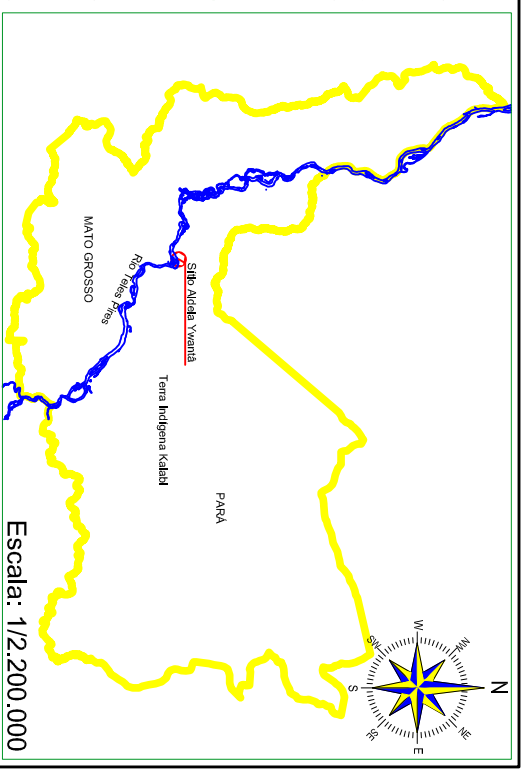 N
NW
NE
W
E
SW
SE
S
PARÁ
Terra Indígena Kaiabi
Sítio Aldeia Ywantã
Rio Teles Pires
MATO GROSSO
Escala: 1/2.200.000